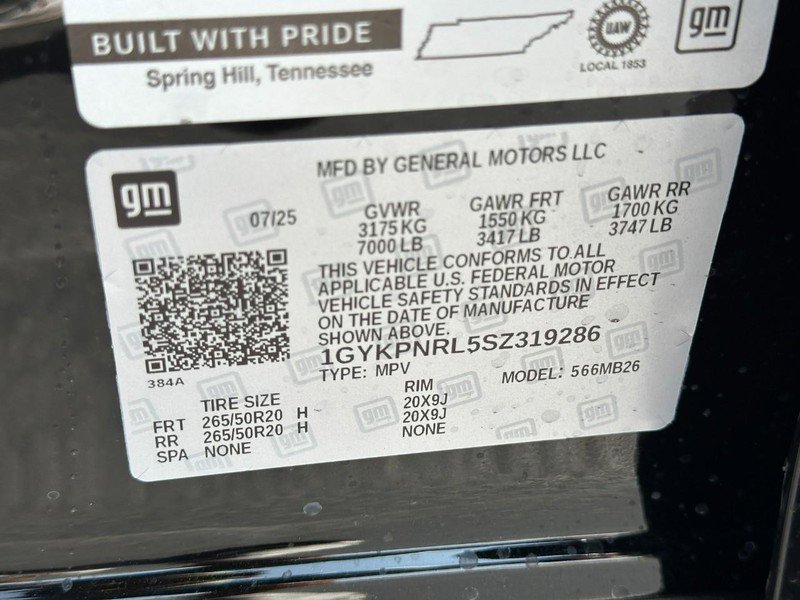 BUILT WITH PRIDE
Spring Hill, Tennessee
UAW
LOCAL 1853
gm
gm
MFD BY GENERAL MOTORS LLC
07/25
GVWR
3175 KG
7000 LB
GAWR FRT
1550 KG
3417 LB
GAWR RR
1700 KG
3747 LB
THIS VEHICLE CONFORMS TO ALL
APPLICABLE U.S. FEDERAL MOTOR
VEHICLE SAFETY STANDARDS IN EFFECT
ON THE DATE OF MANUFACTURE
SHOWN ABOVE.
1GYKPNRL5SZ319286
TYPE: MPV
MODEL: 566MB26
384A
TIRE SIZE RIM
FRT 265/50R20 H 20X9J
RR 265/50R20 H 20X9J
SPA NONE NONE